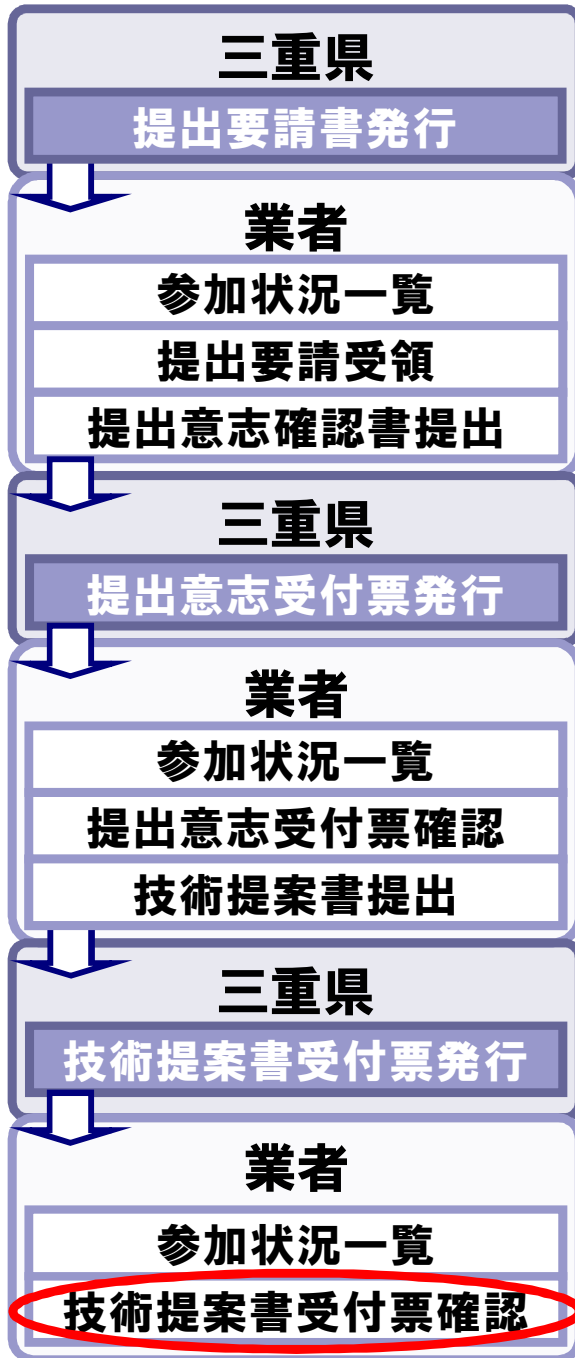 三重県
提出要請書発行
業者
参加状況一覧
提出要請受領
提出意志確認書提出
三重県
提出意志受付票発行
業者
参加状況一覧
提出意志受付票確認
技術提案書提出
三重県
技術提案書受付票発行
業者
参加状況一覧
技術提案書受付票確認